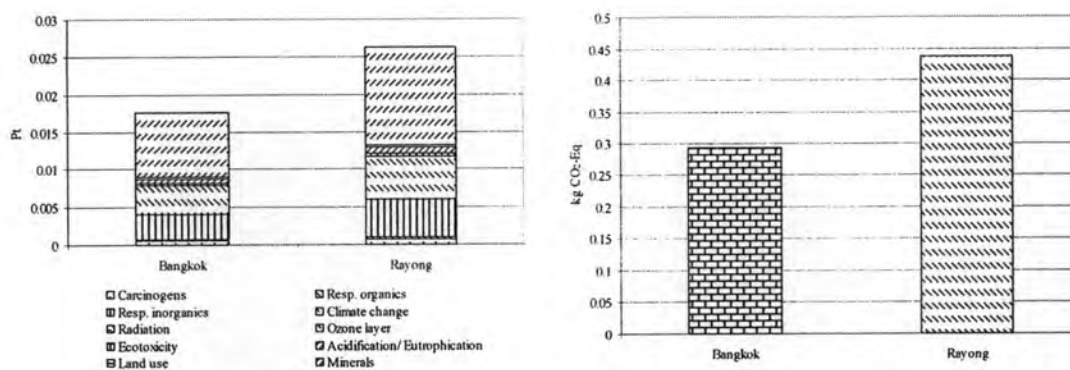 0.03
0.025
0.02
0.015
0.01
0.005
0
Pt
Bangkok Rayong
Carcinogens Resp. organics
Resp. inorganics Climate change
Radiation Ozone layer
Ecotoxicity Acidification/ Eutrophication
Land use Minerals
0.5
0.45
0.4
0.35
0.3
0.25
0.2
0.15
0.1
0.05
0
kg CO₂-Eq
Bangkok Rayong